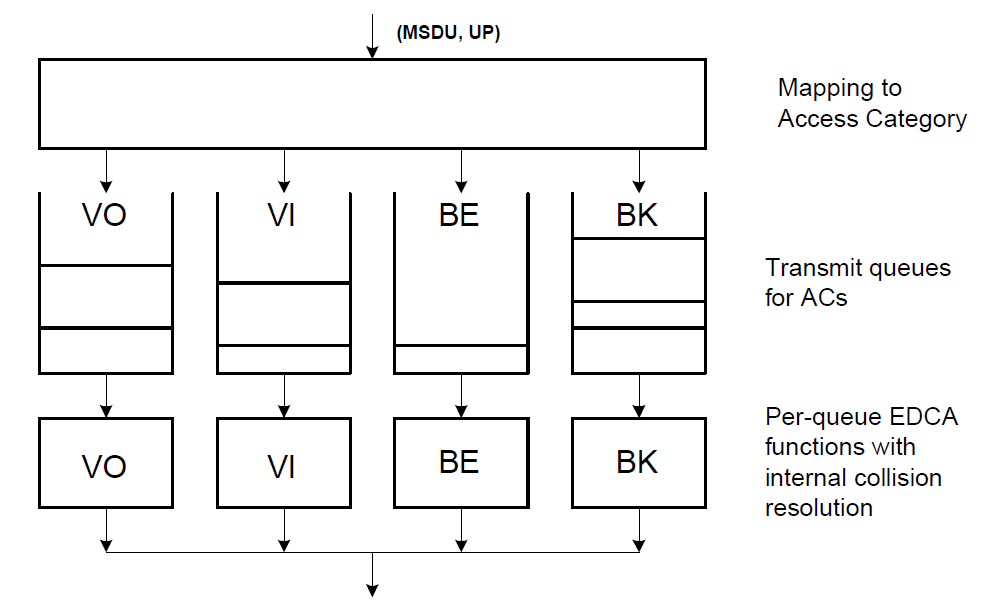 (MSDU, UP)
Mapping to
Access Category
VO
VI
BE
BK
Transmit queues
for ACs
VO
VI
BE
BK
Per-queue EDCA
functions with
internal collision
resolution